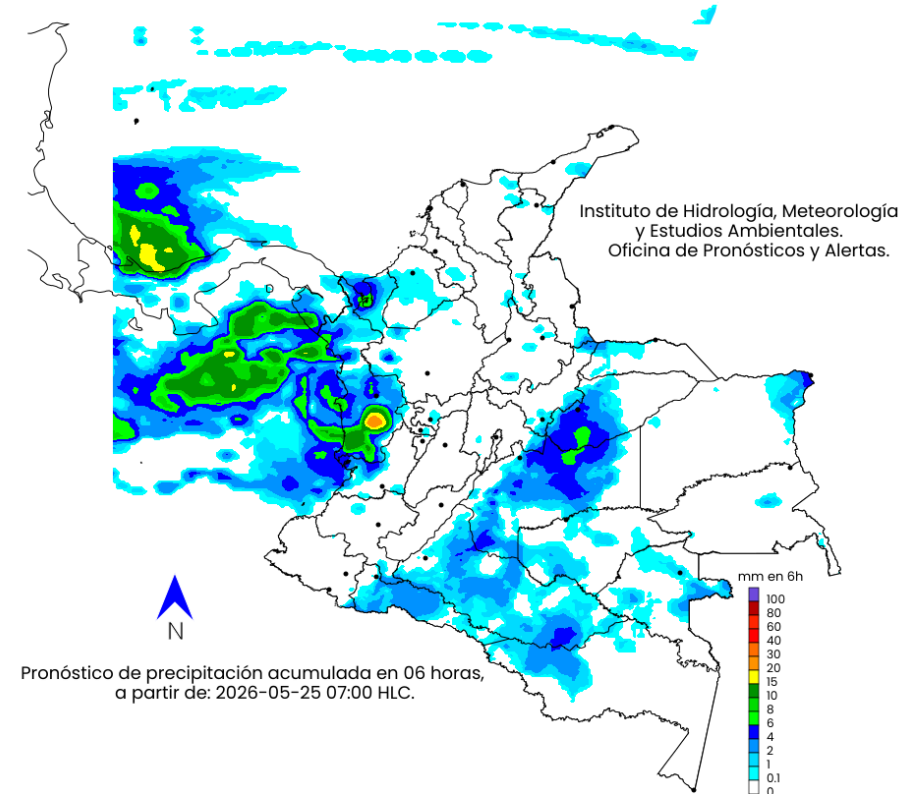 Instituto de Hidrología, Meteorología
y Estudios Ambientales.
Oficina de Pronósticos y Alertas.
mm en 6h
100
80
60
40
30
20
15
10
8
6
4
2
1
0.1
0
N
Pronóstico de precipitación acumulada en 06 horas,
a partir de: 2026-05-25 07:00 HLC.